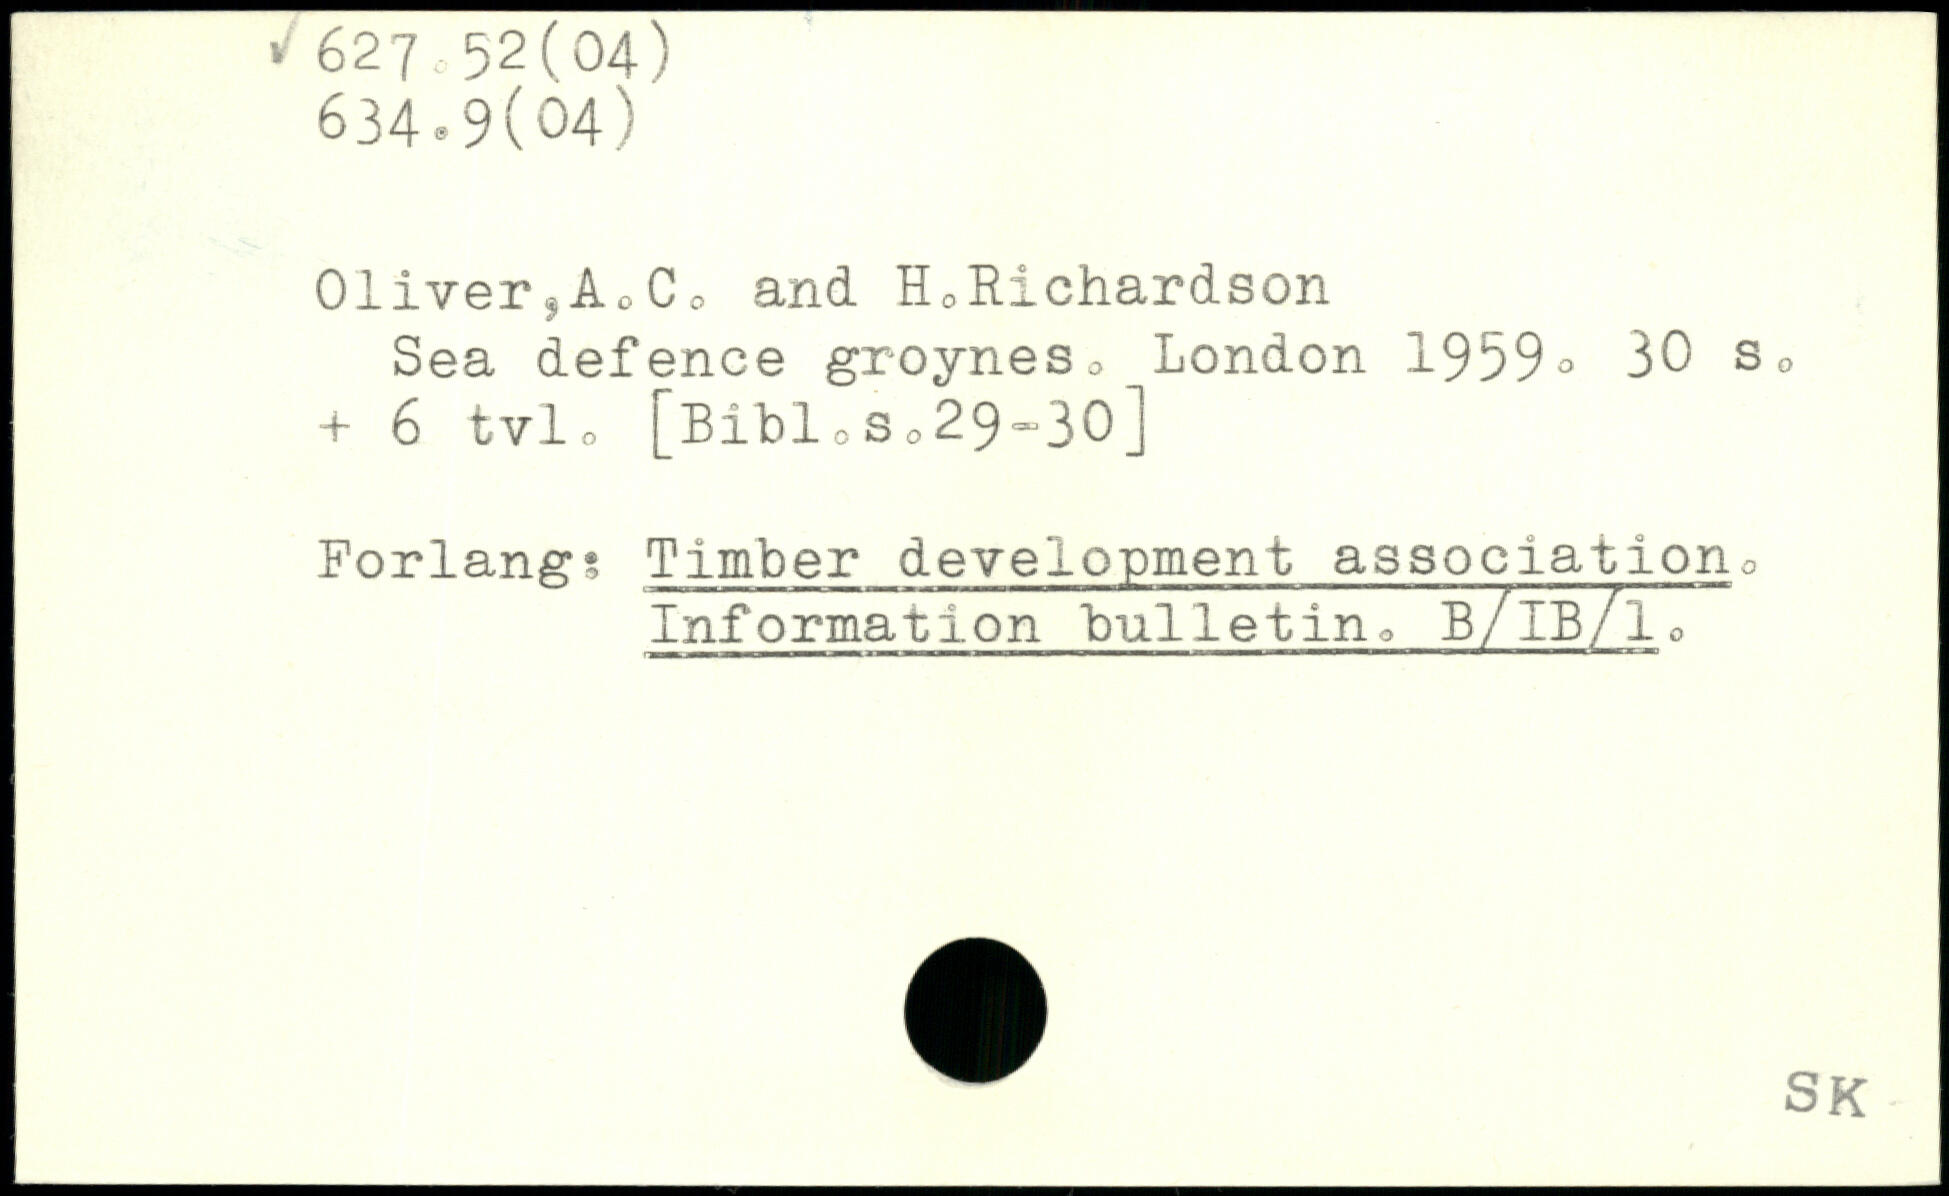 ✓ 627.52(04)
634.9(04)
Oliver,A.C. and H.Richardson
Sea defence groynes. London 1959. 30 s.
+ 6 tvl. [Bibl.s.29-30]
Forlang: Timber development association.
Information bulletin. B/IB/1.
SK